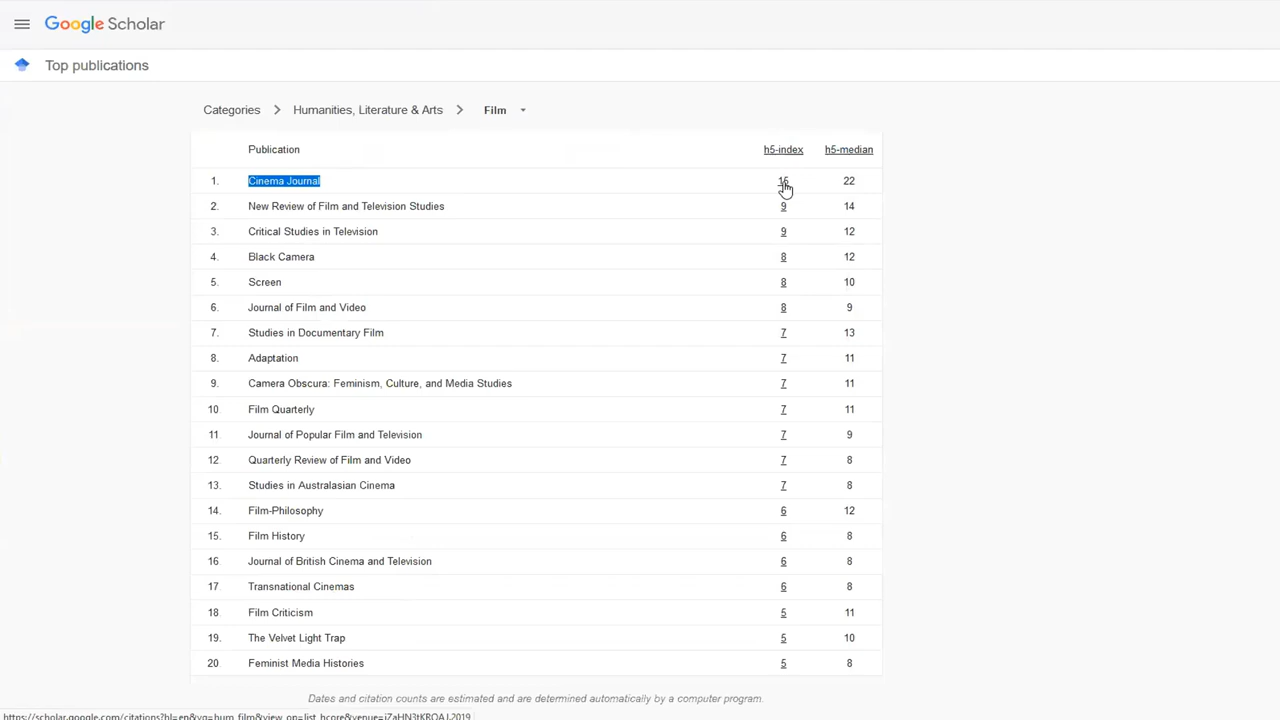 Google Scholar
Top publications
Categories > Humanities, Literature & Arts > Film
Publication h5-index h5-median
1. Cinema Journal 16 22
2. New Review of Film and Television Studies 9 14
3. Critical Studies in Television 9 12
4. Black Camera 8 12
5. Screen 8 10
6. Journal of Film and Video 8 9
7. Studies in Documentary Film 7 13
8. Adaptation 7 11
9. Camera Obscura: Feminism, Culture, and Media Studies 7 11
10. Film Quarterly 7 11
11. Journal of Popular Film and Television 7 9
12. Quarterly Review of Film and Video 7 8
13. Studies in Australasian Cinema 7 8
14. Film-Philosophy 6 12
15. Film History 6 8
16. Journal of British Cinema and Television 6 8
17 Transnational Cinemas 6 8
18. Film Criticism 5 11
19. The Velvet Light Trap 5 10
20. Feminist Media Histories 5 8
Dates and citation counts are estimated and are determined automatically by a computer program.